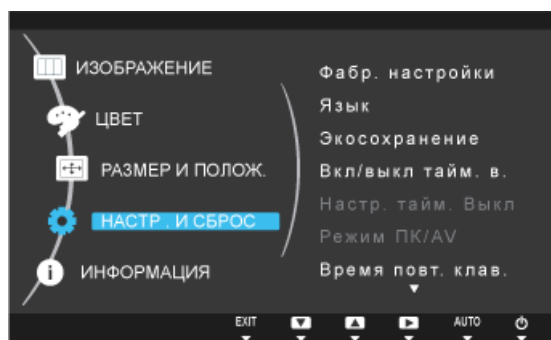 ИЗОБРАЖЕНИЕ
ЦВЕТ
РАЗМЕР И ПОЛОЖ.
НАСТР . И СБРОС
ИНФОРМАЦИЯ
Фабр. настройки
Язык
Экосохранение
Вкл/выкл тайм. в.
Настр. тайм. Выкл
Режим ПК/AV
Время повт. клав.
EXIT
AUTO